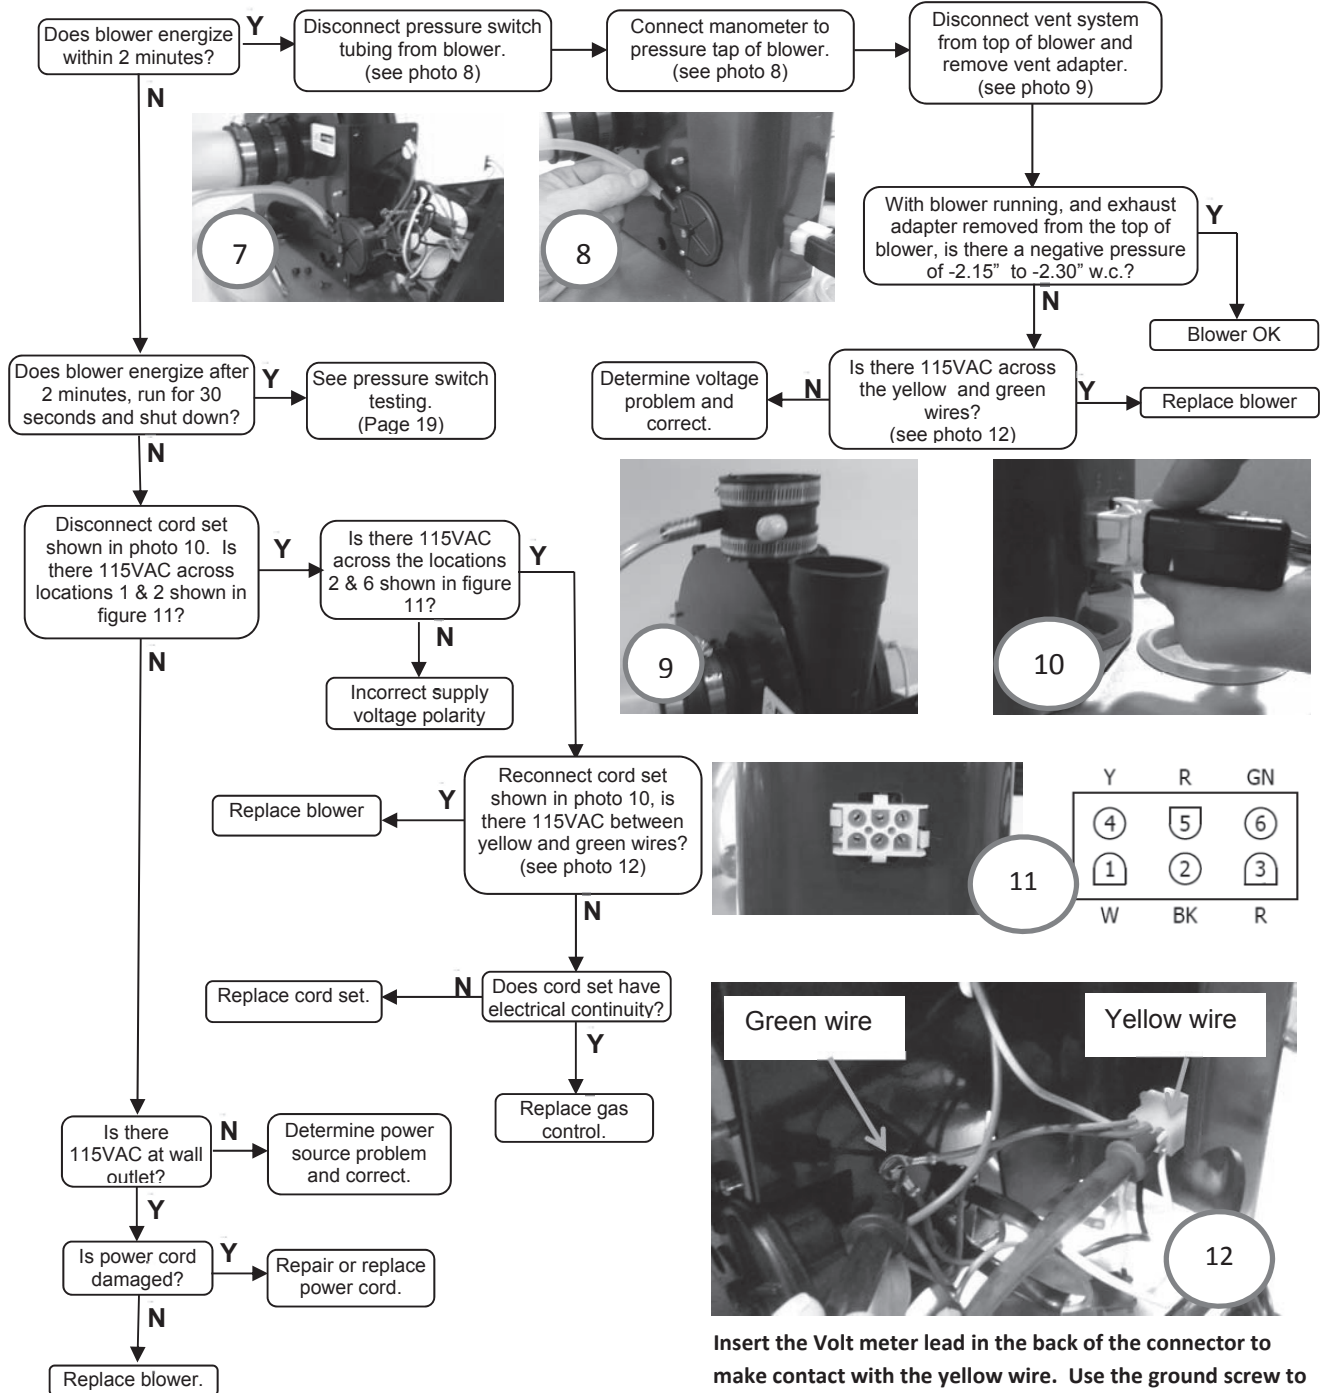 Does blower energize
within 2 minutes?
Y
Disconnect pressure switch
tubing from blower.
(see photo 8)
Connect manometer to
pressure tap of blower.
(see photo 8)
Disconnect vent system
from top of blower and
remove vent adapter.
(see photo 9)
N
7
8
With blower running, and exhaust
adapter removed from the top of
blower, is there a negative pressure
of -2.15" to -2.30" w.c.?
Y
N
Blower OK
Does blower energize after
2 minutes, run for 30
seconds and shut down?
Y
See pressure switch
testing.
(Page 19)
Determine voltage
problem and
correct.
N
Is there 115VAC across
the yellow and green
wires?
(see photo 12)
Y
Replace blower
N
Disconnect cord set
shown in photo 10. Is
there 115VAC across
locations 1 & 2 shown in
figure 11?
Y
Is there 115VAC
across the locations
2 & 6 shown in figure
11?
Y
9
10
N
N
Incorrect supply
voltage polarity
Replace blower
Y
Reconnect cord set
shown in photo 10, is
there 115VAC between
yellow and green wires?
(see photo 12)
11
Y R GN
4 5 6
1 2 3
W BK R
N
Replace cord set.
N
Does cord set have
electrical continuity?
Y
Replace gas
control.
Green wire
Yellow wire
12
Is there
115VAC at wall
outlet?
N
Determine power
source problem
and correct.
Y
Is power cord
damaged?
Y
Repair or replace
power cord.
N
Replace blower.
Insert the Volt meter lead in the back of the connector to
make contact with the yellow wire. Use the ground screw to